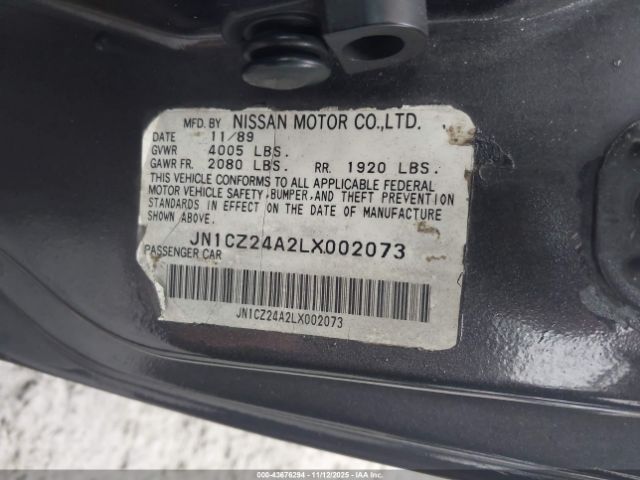 MFD. BY NISSAN MOTOR CO.,LTD.
DATE 11/89
GVWR 4005 LBS.
GAWR FR. 2080 LBS. RR. 1920 LBS.
THIS VEHICLE CONFORMS TO ALL APPLICABLE FEDERAL
MOTOR VEHICLE SAFETY, BUMPER, AND THEFT PREVENTION
STANDARDS IN EFFECT ON THE DATE OF MANUFACTURE
SHOWN ABOVE.
JN1CZ24A2LX002073
PASSENGER CAR
JN1CZ24A2LX002073
000-43676294 - 11/12/2025 - IAAI.com